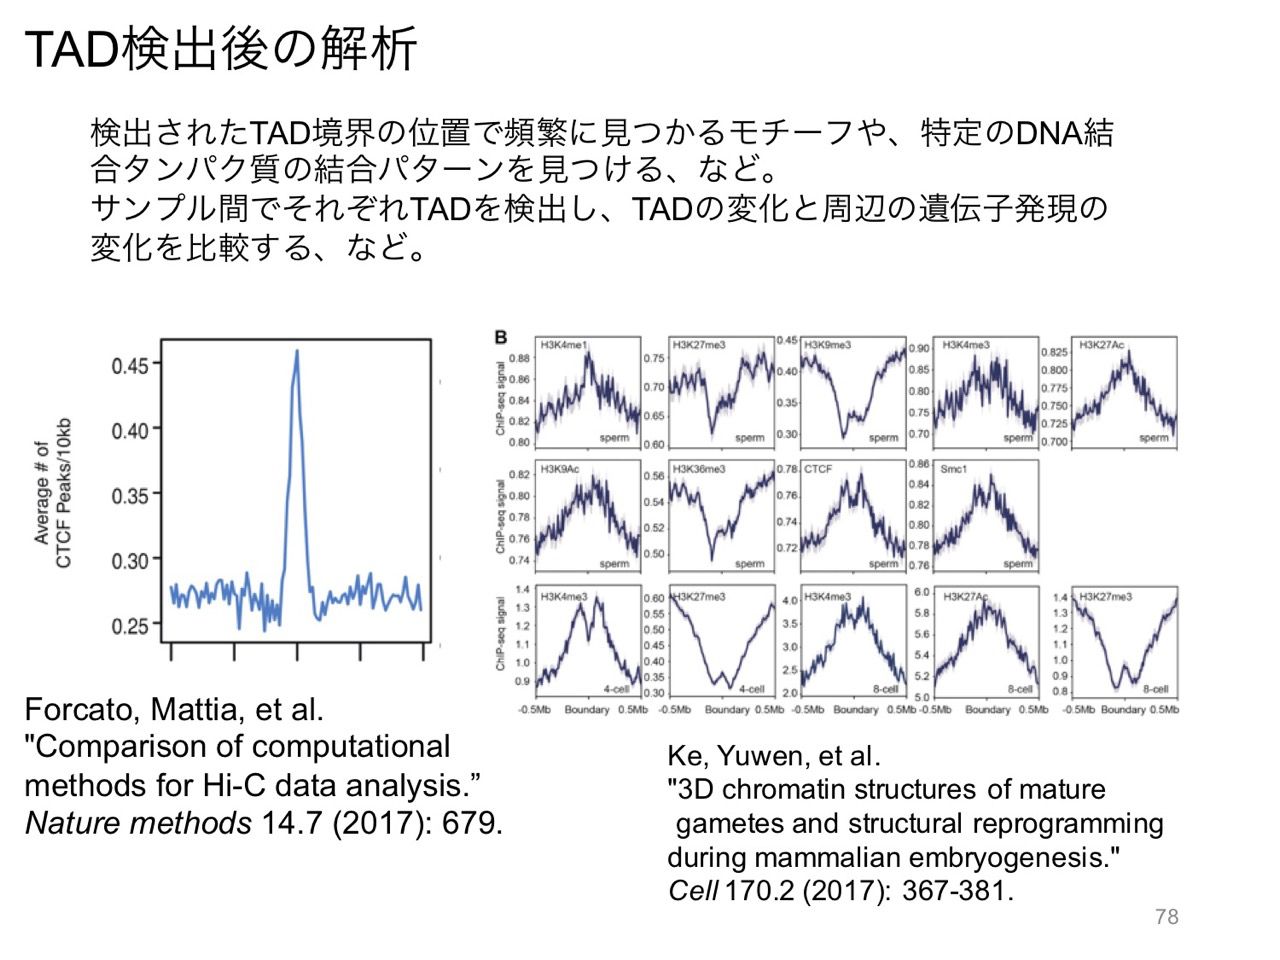 TAD検出後の解析
検出されたTAD境界の位置で頻繁に見つかるモチーフや、特定のDNA結
合タンパク質の結合パターンを見つける、など。
サンプル間でそれぞれTADを検出し、TADの変化と周辺の遺伝子発現の
変化を比較する、など。
Average # of
CTCF Peaks/10kb
0.45
0.40
0.35
0.30
0.25
Forcato, Mattia, et al.
"Comparison of computational
methods for Hi-C data analysis.”
Nature methods 14.7 (2017): 679.
B
ChIP-seq signal
H3K4me1
0.88
0.86
0.84
0.82
0.80
sperm
H3K27me3
0.75
0.70
0.65
0.60
sperm
H3K9me3
0.45
0.40
0.35
0.30
sperm
H3K4me3
0.90
0.85
0.80
0.75
0.70
sperm
H3K27Ac
0.825
0.800
0.775
0.750
0.725
0.700
sperm
ChIP-seq signal
H3K9Ac
0.82
0.80
0.78
0.76
0.74
sperm
H3K36me3
0.56
0.54
0.52
0.50
sperm
CTCF
0.78
0.76
0.74
0.72
sperm
Smc1
0.86
0.84
0.82
0.80
0.78
0.76
sperm
ChIP-seq signal
H3K4me3
1.4
1.3
1.2
1.1
1.0
0.9
4-cell
H3K27me3
0.60
0.55
0.50
0.45
0.40
0.35
0.30
4-cell
H3K4me3
4.0
3.5
3.0
2.5
2.0
8-cell
H3K27Ac
6.0
5.8
5.6
5.4
5.2
5.0
8-cell
H3K27me3
1.4
1.3
1.2
1.1
1.0
0.9
0.8
8-cell
-0.5Mb Boundary 0.5Mb -0.5Mb Boundary 0.5Mb -0.5Mb Boundary 0.5Mb -0.5Mb Boundary 0.5Mb -0.5Mb Boundary 0.5Mb
Ke, Yuwen, et al.
"3D chromatin structures of mature
gametes and structural reprogramming
during mammalian embryogenesis."
Cell 170.2 (2017): 367-381.
78